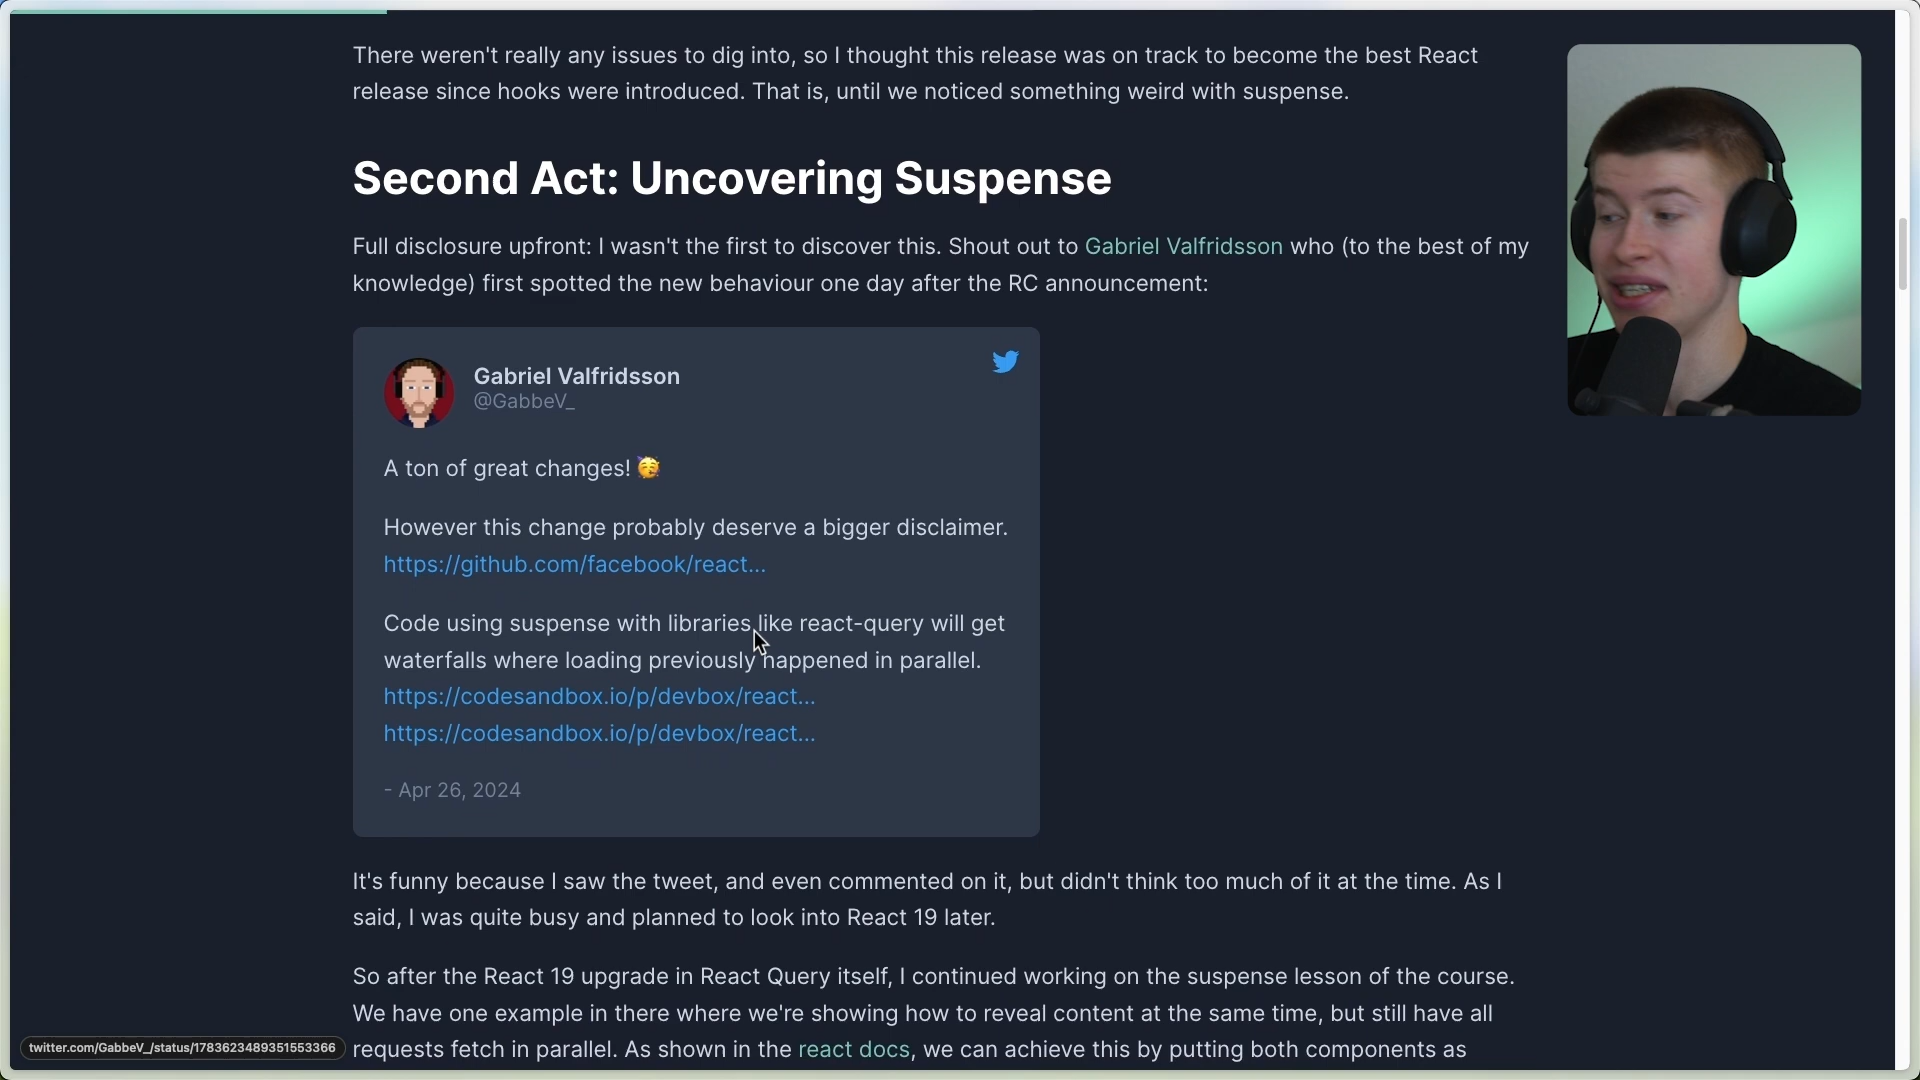 There weren't really any issues to dig into, so I thought this release was on track to become the best React
release since hooks were introduced. That is, until we noticed something weird with suspense.
Second Act: Uncovering Suspense
Full disclosure upfront: I wasn't the first to discover this. Shout out to Gabriel Valfridsson who (to the best of my
knowledge) first spotted the new behaviour one day after the RC announcement:
Gabriel Valfridsson
@GabbeV_
A ton of great changes! 🥳
However this change probably deserve a bigger disclaimer.
https://github.com/facebook/react...
Code using suspense with libraries like react-query will get
waterfalls where loading previously happened in parallel.
https://codesandbox.io/p/devbox/react...
https://codesandbox.io/p/devbox/react...
- Apr 26, 2024
It's funny because I saw the tweet, and even commented on it, but didn't think too much of it at the time. As I
said, I was quite busy and planned to look into React 19 later.
So after the React 19 upgrade in React Query itself, I continued working on the suspense lesson of the course.
We have one example in there where we're showing how to reveal content at the same time, but still have all
requests fetch in parallel. As shown in the react docs, we can achieve this by putting both components as
twitter.com/GabbeV_/status/1783623489351553366